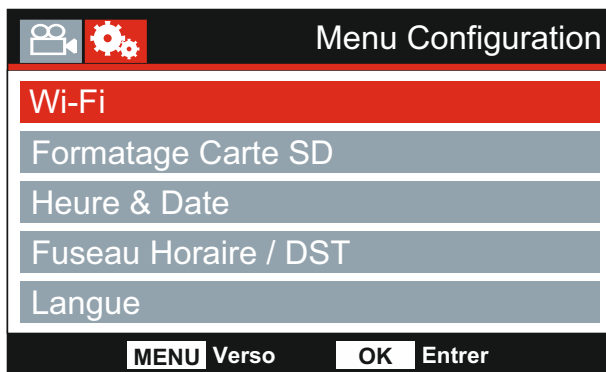 Menu Configuration
Wi-Fi
Formatage Carte SD
Heure & Date
Fuseau Horaire / DST
Langue
MENU Verso OK Entrer